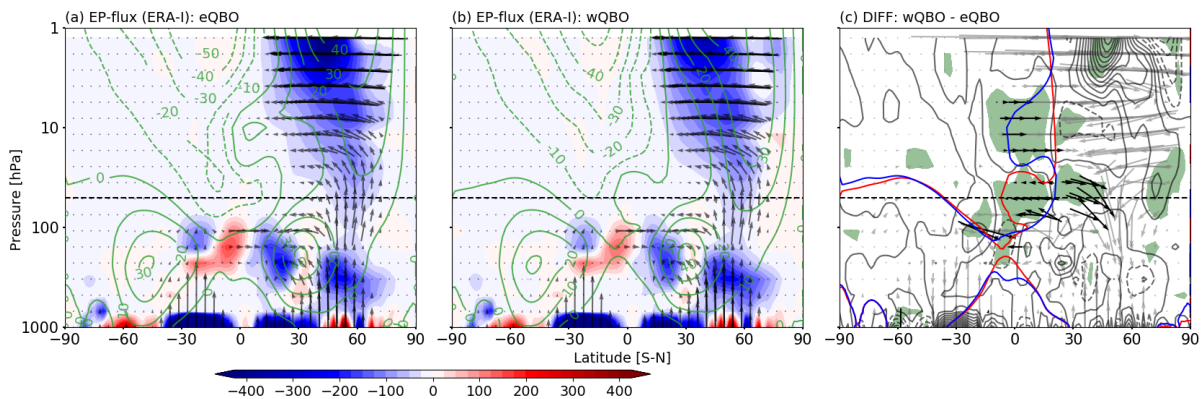 (a) EP-flux (ERA-I): eQBO
(b) EP-flux (ERA-I): wQBO
(c) DIFF: wQBO - eQBO
Pressure [hPa]
1
10
100
1000
−90 −60 −30 0 30 60 90
−90 −60 −30 0 30 60 90
−90 −60 −30 0 30 60 90
Latitude [S-N]
−400 −300 −200 −100 0 100 200 300 400
-50
-40
-30
-20
-10
40
30
0
30
-40
-30
-20
-10
30
0